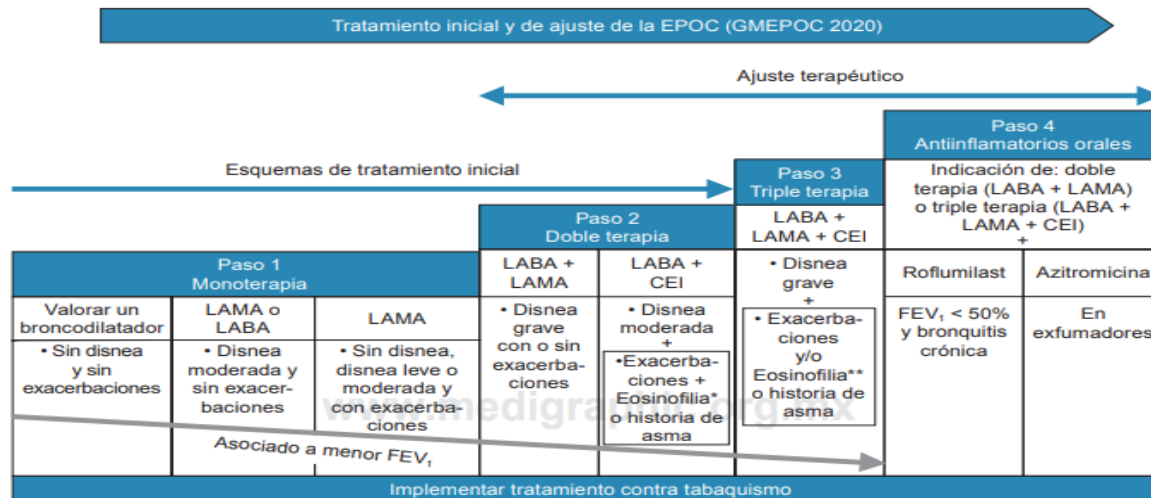 Tratamiento inicial y de ajuste de la EPOC (GMEPOC 2020)
Ajuste terapéutico
Esquemas de tratamiento inicial
Paso 1
Monoterapia
Valorar un
broncodilatador
• Sin disnea
y sin
exacerbaciones
LAMA o
LABA
• Disnea
moderada y
sin exacer-
baciones
LAMA
• Sin disnea,
disnea leve o
moderada y
con exacerba-
ciones
Paso 2
Doble terapia
LABA +
LAMA
• Disnea
grave
con o sin
exacerba-
ciones
LABA +
CEI
• Disnea
moderada
+
•Exacerba-
ciones +
Eosinofilia*
o historia de
asma
Paso 3
Triple terapia
LABA +
LAMA + CEI
• Disnea
grave
+
• Exacerba-
ciones
y/o
Eosinofilia**
o historia de
asma
Paso 4
Antiinflamatorios orales
Indicación de: doble
terapia (LABA + LAMA)
o triple terapia (LABA +
LAMA + CEI)
+
Roflumilast
FEV₁ < 50%
y bronquitis
crónica
Azitromicina
En
exfumadores
www.medigraphic.org.mx
Asociado a menor FEV₁
Implementar tratamiento contra tabaquismo